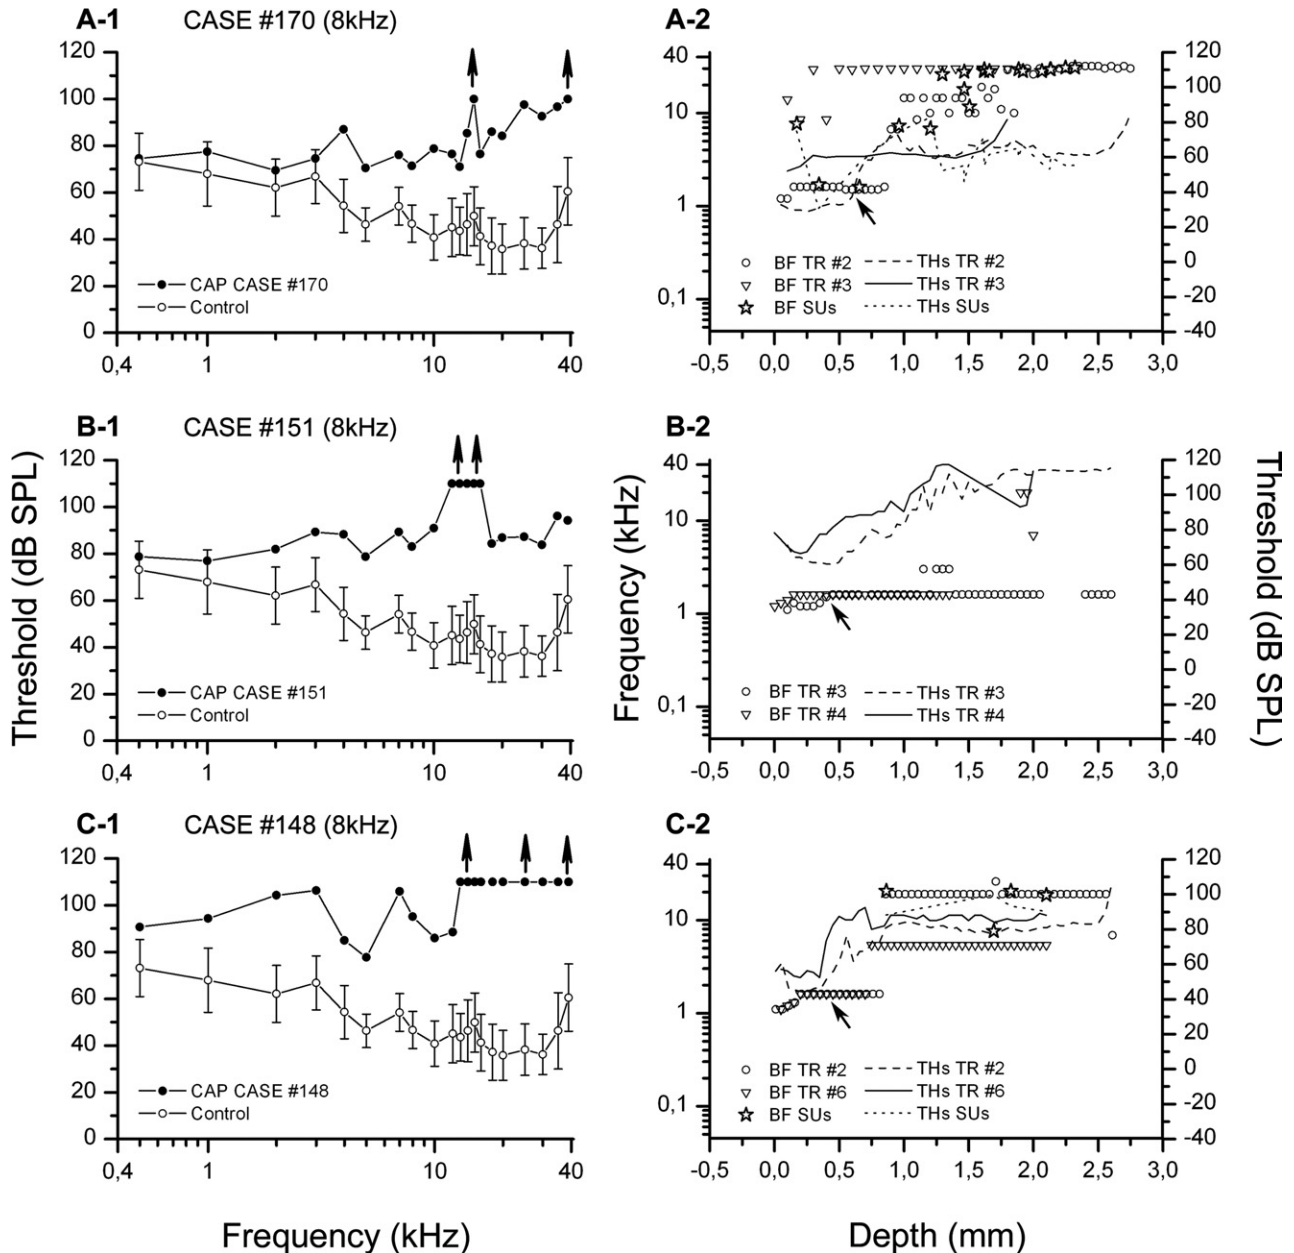 A-1 CASE #170 (8kHz)
120
100
80
60
40
20
0
0,4 1 10 40
CAP CASE #170
Control
A-2
40
10
1
0,1
120
100
80
60
40
20
0
-20
-40
-0,5 0,0 0,5 1,0 1,5 2,0 2,5 3,0
BF TR #2 THs TR #2
BF TR #3 THs TR #3
BF SUs THs SUs
B-1 CASE #151 (8kHz)
120
100
80
60
40
20
0
0,4 1 10 40
CAP CASE #151
Control
B-2
40
10
1
0,1
120
100
80
60
40
20
0
-20
-40
-0,5 0,0 0,5 1,0 1,5 2,0 2,5 3,0
BF TR #3 THs TR #3
BF TR #4 THs TR #4
C-1 CASE #148 (8kHz)
120
100
80
60
40
20
0
0,4 1 10 40
CAP CASE #148
Control
C-2
40
10
1
0,1
120
100
80
60
40
20
0
-20
-40
-0,5 0,0 0,5 1,0 1,5 2,0 2,5 3,0
BF TR #2 THs TR #2
BF TR #6 THs TR #6
BF SUs THs SUs
Threshold (dB SPL)
Frequency (kHz)
Threshold (dB SPL)
Frequency (kHz)
Depth (mm)